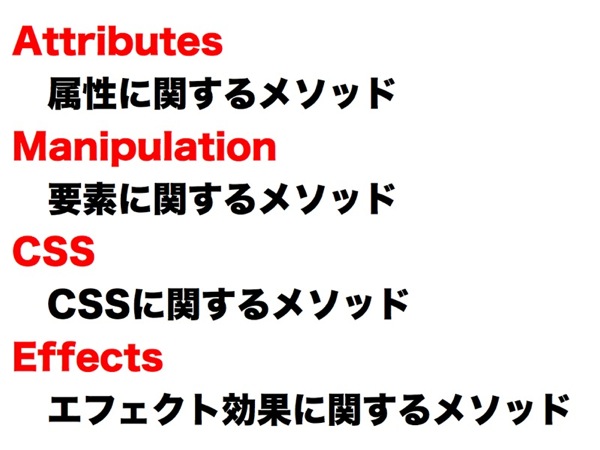 Attributes
属性に関するメソッド
Manipulation
要素に関するメソッド
CSS
CSSに関するメソッド
Effects
エフェクト効果に関するメソッド